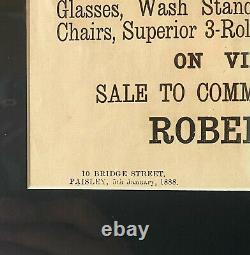 Glasses, Wash Stand
Chairs, Superior 3-Rol
ON VI
SALE TO COMM
ROBE
10 BRIDGE STREET,
PAISLEY, 5th January, 1888.